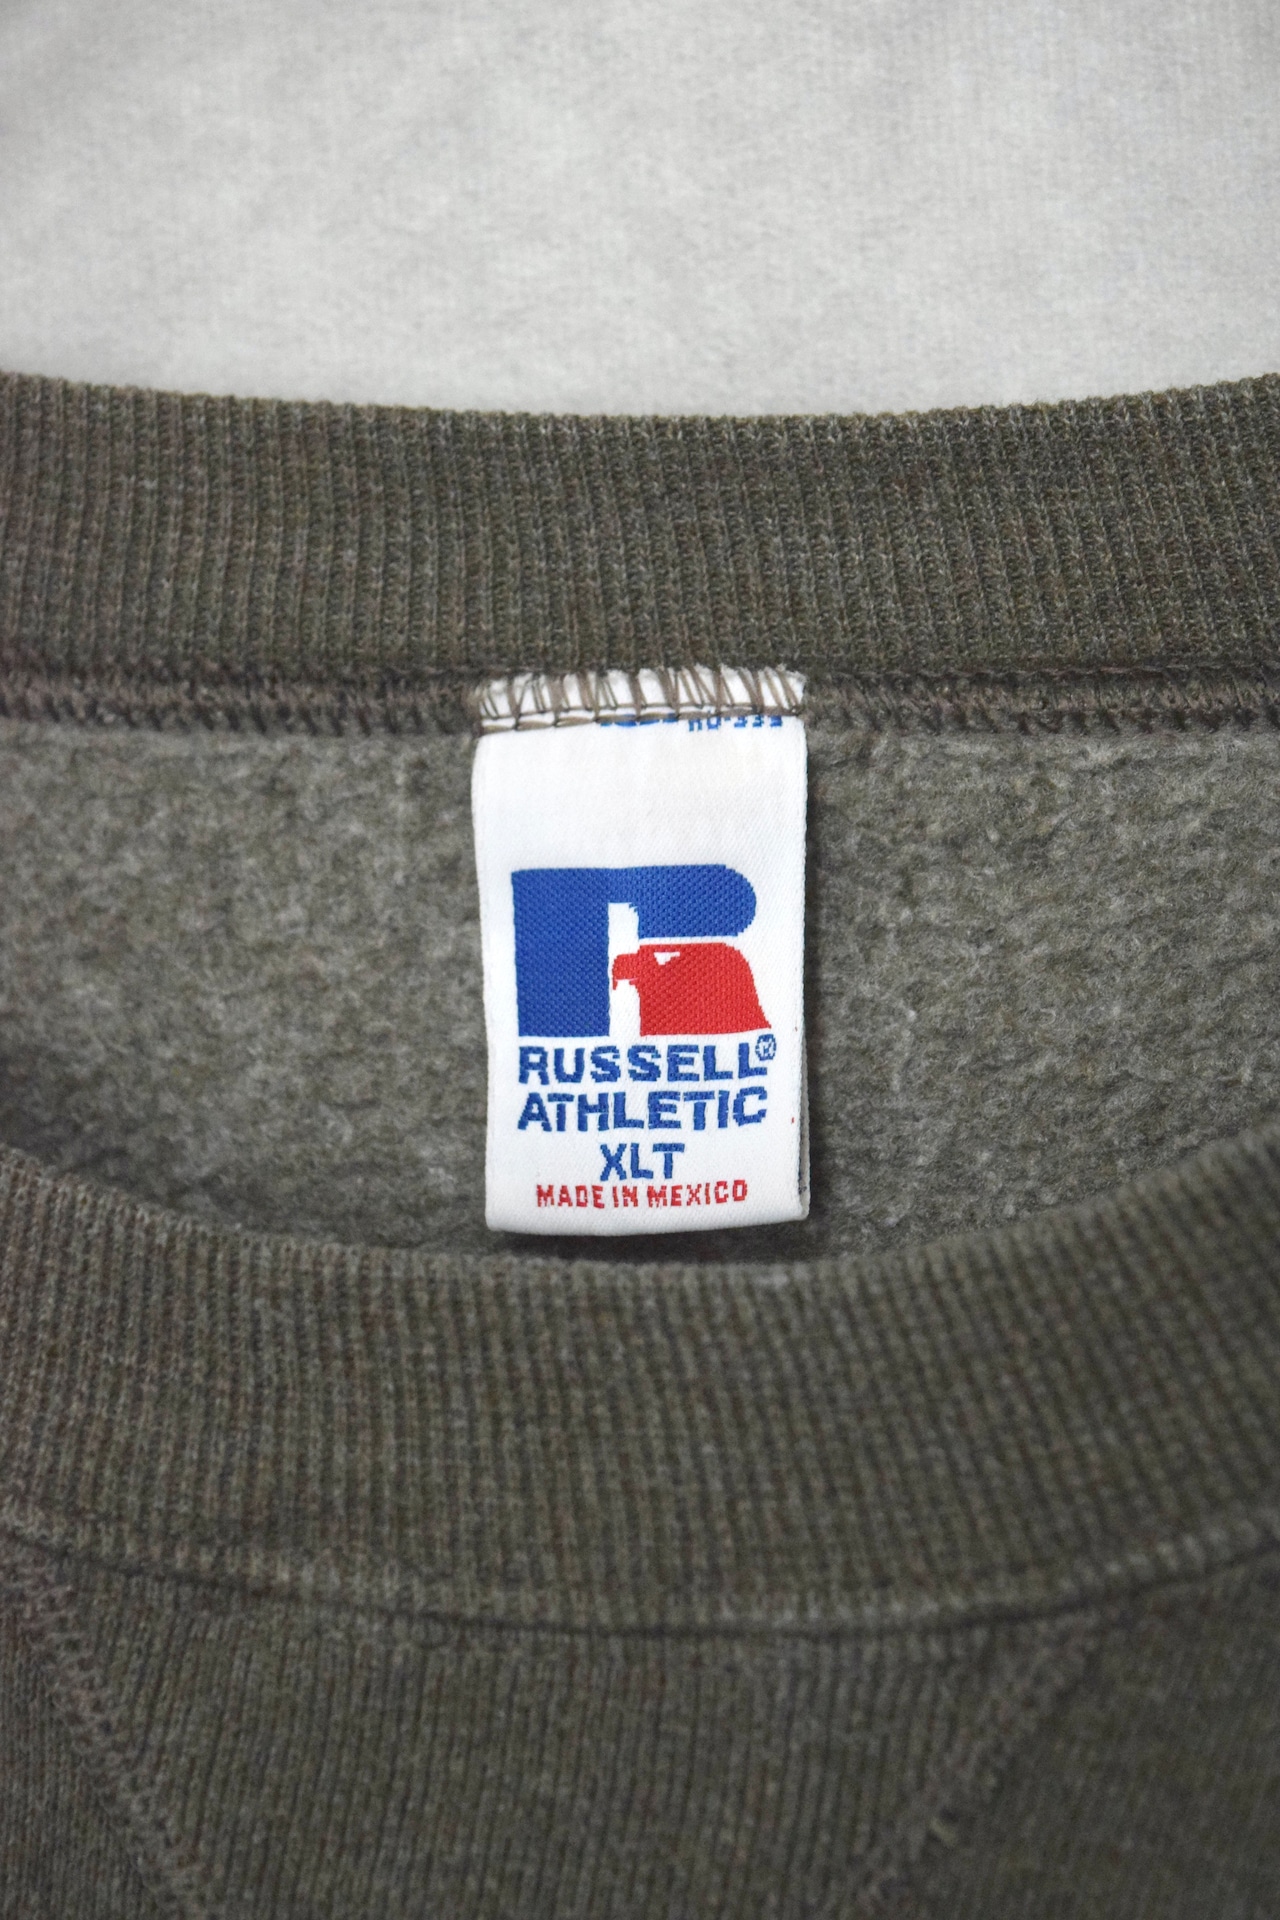 RUSSELL®
ATHLETIC
XLT
MADE IN MEXICO